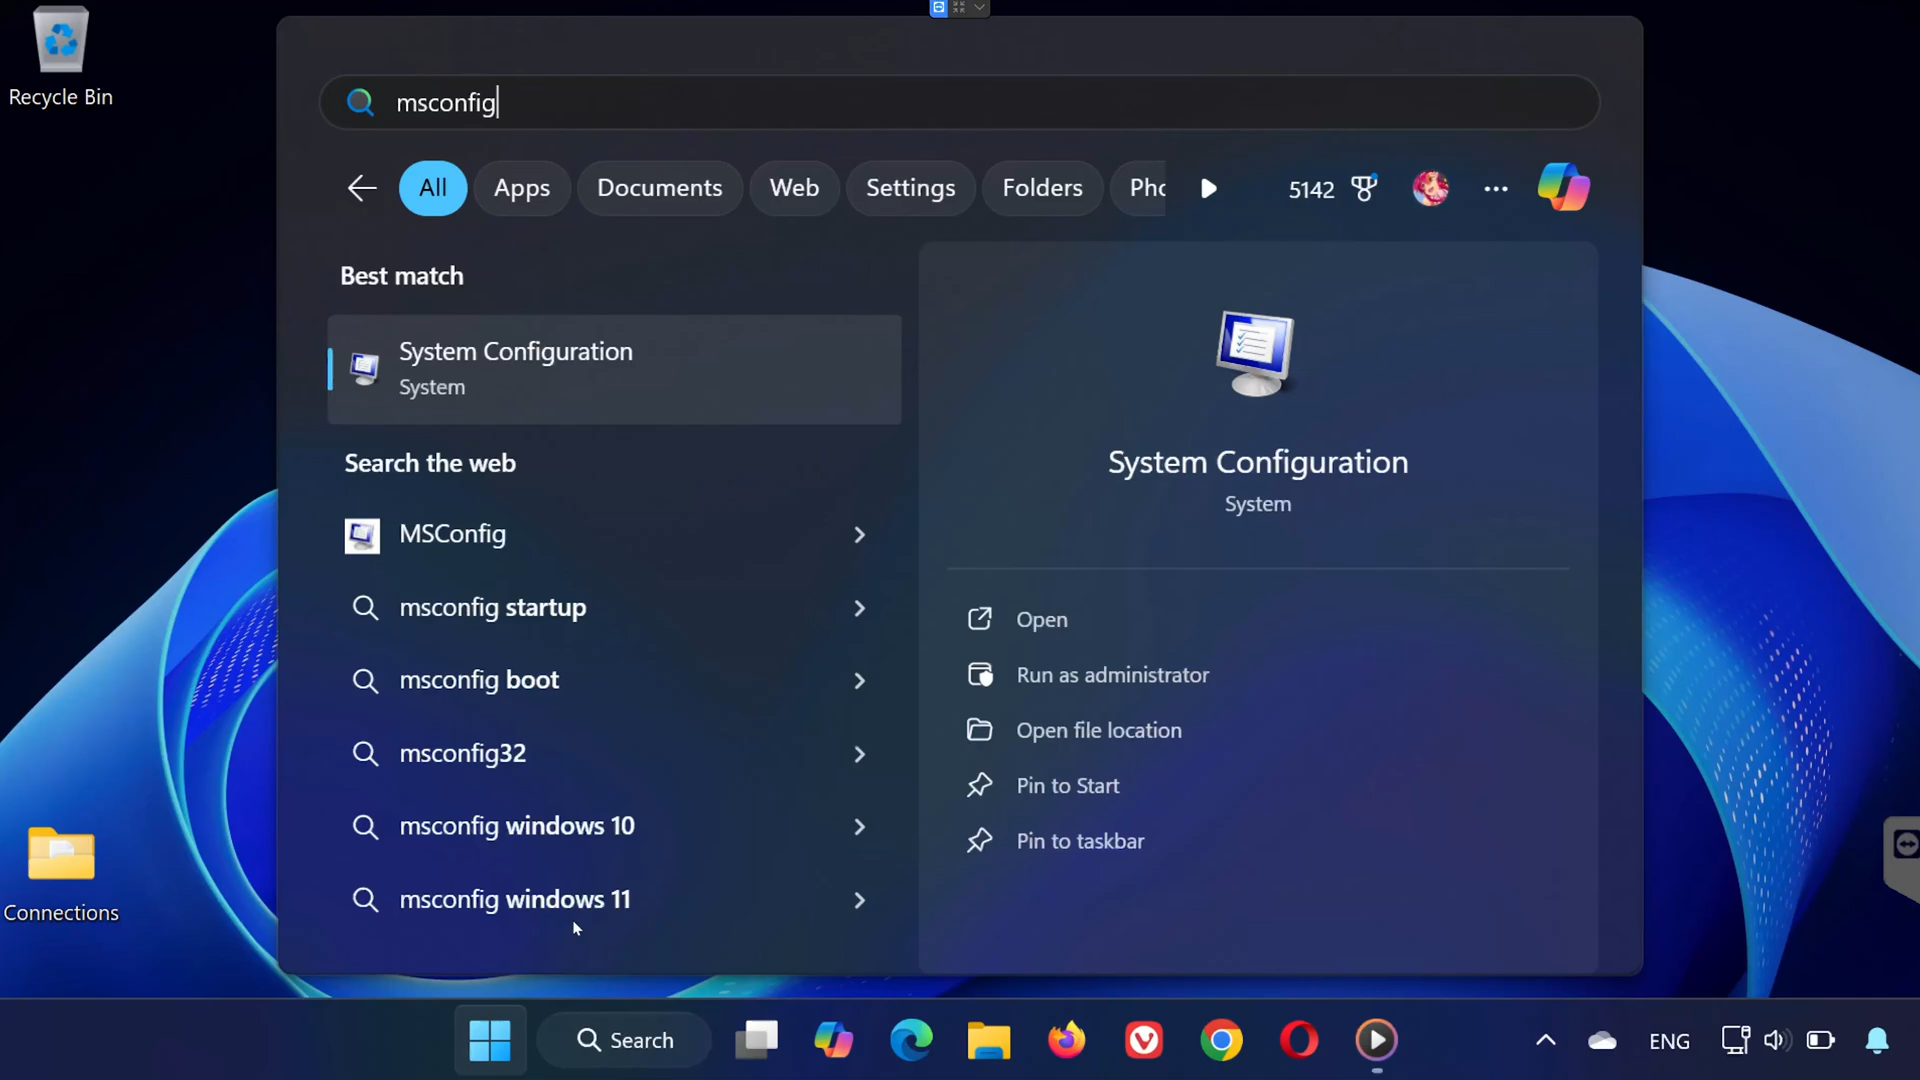 Recycle Bin
msconfig
All
Apps
Documents
Web
Settings
Folders
Pho
5142
Best match
System Configuration
System
Search the web
MSConfig
msconfig startup
msconfig boot
msconfig32
msconfig windows 10
msconfig windows 11
System Configuration
System
Open
Run as administrator
Open file location
Pin to Start
Pin to taskbar
Connections
Search
ENG